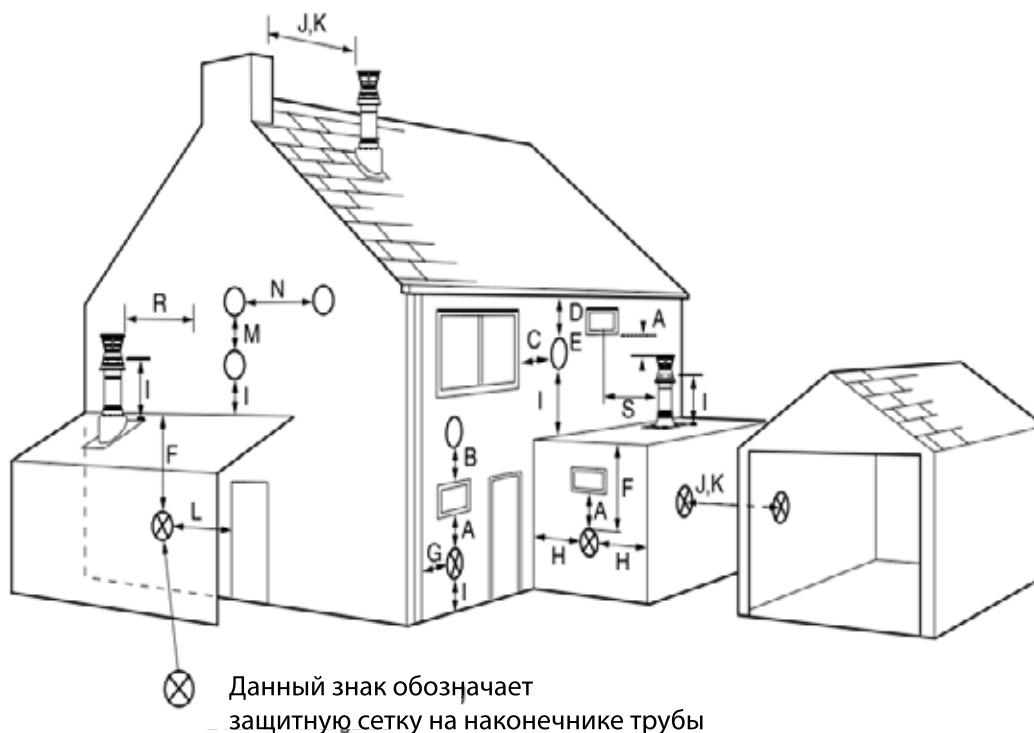 J,K
N
R
M
D
A
C
E
I
I
I
S
I
F
B
F
J,K
L
A
A
G
H
H
I
Данный знак обозначает
защитную сетку на наконечнике трубы